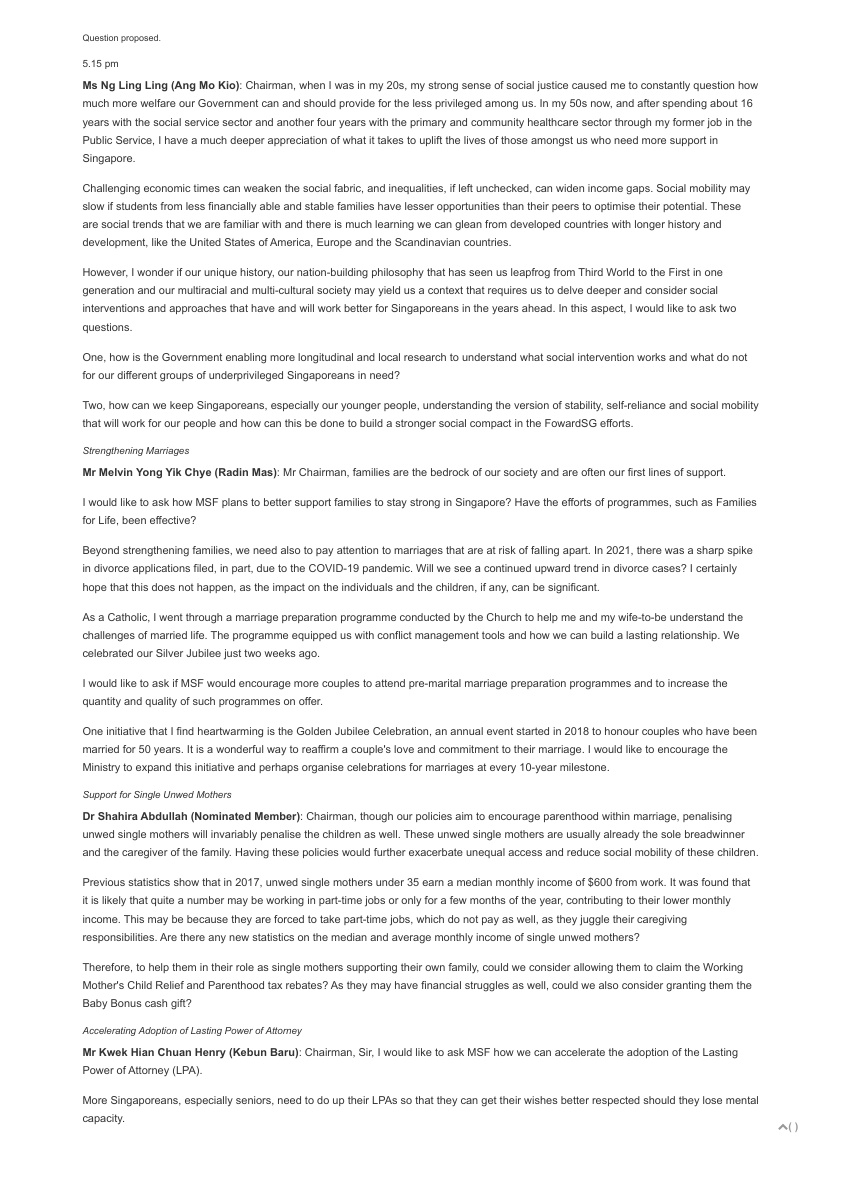 Question proposed.
5.15 pm
Ms Ng Ling Ling (Ang Mo Kio): Chairman, when I was in my 20s, my strong sense of social justice caused me to constantly question how
much more welfare our Government can and should provide for the less privileged among us. In my 50s now, and after spending about 16
years with the social service sector and another four years with the primary and community healthcare sector through my former job in the
Public Service, I have a much deeper appreciation of what it takes to uplift the lives of those amongst us who need more support in
Singapore.
Challenging economic times can weaken the social fabric, and inequalities, if left unchecked, can widen income gaps. Social mobility may
slow if students from less financially able and stable families have lesser opportunities than their peers to optimise their potential. These
are social trends that we are familiar with and there is much learning we can glean from developed countries with longer history and
development, like the United States of America, Europe and the Scandinavian countries.
However, I wonder if our unique history, our nation-building philosophy that has seen us leapfrog from Third World to the First in one
generation and our multiracial and multi-cultural society may yield us a context that requires us to delve deeper and consider social
interventions and approaches that have and will work better for Singaporeans in the years ahead. In this aspect, I would like to ask two
questions.
One, how is the Government enabling more longitudinal and local research to understand what social intervention works and what do not
for our different groups of underprivileged Singaporeans in need?
Two, how can we keep Singaporeans, especially our younger people, understanding the version of stability, self-reliance and social mobility
that will work for our people and how can this be done to build a stronger social compact in the FowardSG efforts.
Strengthening Marriages
Mr Melvin Yong Yik Chye (Radin Mas): Mr Chairman, families are the bedrock of our society and are often our first lines of support.
I would like to ask how MSF plans to better support families to stay strong in Singapore? Have the efforts of programmes, such as Families
for Life, been effective?
Beyond strengthening families, we need also to pay attention to marriages that are at risk of falling apart. In 2021, there was a sharp spike
in divorce applications filed, in part, due to the COVID-19 pandemic. Will we see a continued upward trend in divorce cases? I certainly
hope that this does not happen, as the impact on the individuals and the children, if any, can be significant.
As a Catholic, I went through a marriage preparation programme conducted by the Church to help me and my wife-to-be understand the
challenges of married life. The programme equipped us with conflict management tools and how we can build a lasting relationship. We
celebrated our Silver Jubilee just two weeks ago.
I would like to ask if MSF would encourage more couples to attend pre-marital marriage preparation programmes and to increase the
quantity and quality of such programmes on offer.
One initiative that I find heartwarming is the Golden Jubilee Celebration, an annual event started in 2018 to honour couples who have been
married for 50 years. It is a wonderful way to reaffirm a couple's love and commitment to their marriage. I would like to encourage the
Ministry to expand this initiative and perhaps organise celebrations for marriages at every 10-year milestone.
Support for Single Unwed Mothers
Dr Shahira Abdullah (Nominated Member): Chairman, though our policies aim to encourage parenthood within marriage, penalising
unwed single mothers will invariably penalise the children as well. These unwed single mothers are usually already the sole breadwinner
and the caregiver of the family. Having these policies would further exacerbate unequal access and reduce social mobility of these children.
Previous statistics show that in 2017, unwed single mothers under 35 earn a median monthly income of $600 from work. It was found that
it is likely that quite a number may be working in part-time jobs or only for a few months of the year, contributing to their lower monthly
income. This may be because they are forced to take part-time jobs, which do not pay as well, as they juggle their caregiving
responsibilities. Are there any new statistics on the median and average monthly income of single unwed mothers?
Therefore, to help them in their role as single mothers supporting their own family, could we consider allowing them to claim the Working
Mother's Child Relief and Parenthood tax rebates? As they may have financial struggles as well, could we also consider granting them the
Baby Bonus cash gift?
Accelerating Adoption of Lasting Power of Attorney
Mr Kwek Hian Chuan Henry (Kebun Baru): Chairman, Sir, I would like to ask MSF how we can accelerate the adoption of the Lasting
Power of Attorney (LPA).
More Singaporeans, especially seniors, need to do up their LPAs so that they can get their wishes better respected should they lose mental
capacity.
( )